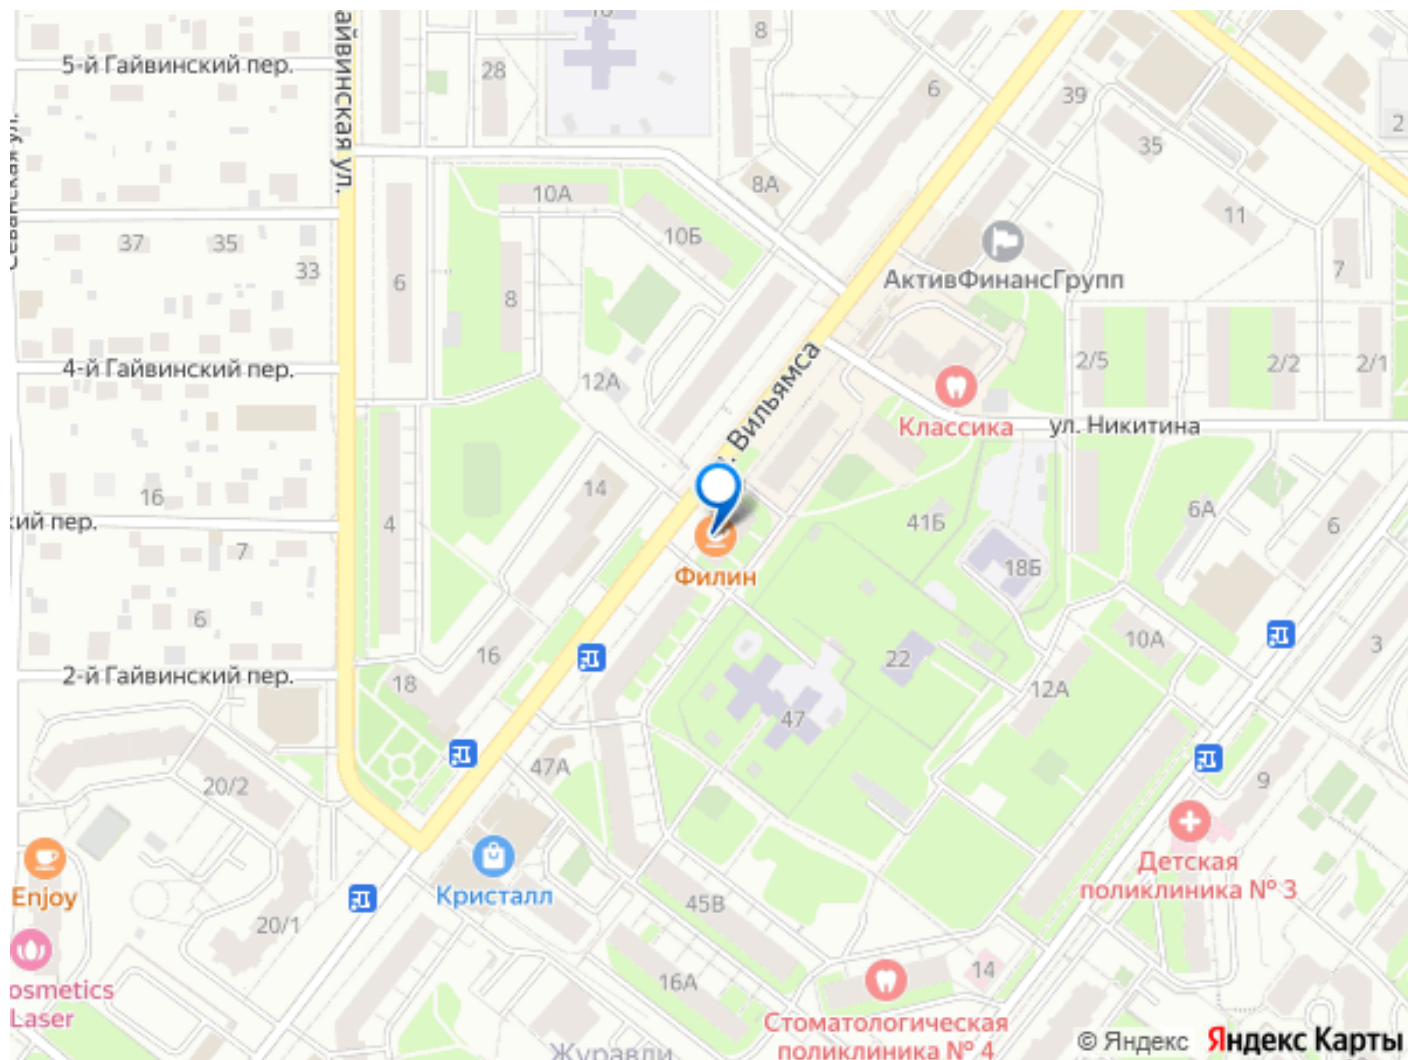 10
8
5-й Гайвинский пер.
28
айвинская ул.
6
39
2
35
8А
10А
11
37
35
33
10Б
7
6
8
АктивФинансГрупп
4-й Гайвинский пер.
12А
2/5
2/2
2/1
Вильямса
Классика
ул. Никитина
16
14
кий пер.
4
41Б
6А
6
7
Филин
18Б
6
10А
3
16
22
2-й Гайвинский пер.
18
12А
47
47А
20/2
9
Детская
поликлиника № 3
Enjoy
Кристалл
45В
20/1
16А
14
osmetics
Laser
Стоматологическая
поликлиника № 4
Журавли
© Яндекс Яндекс Карты